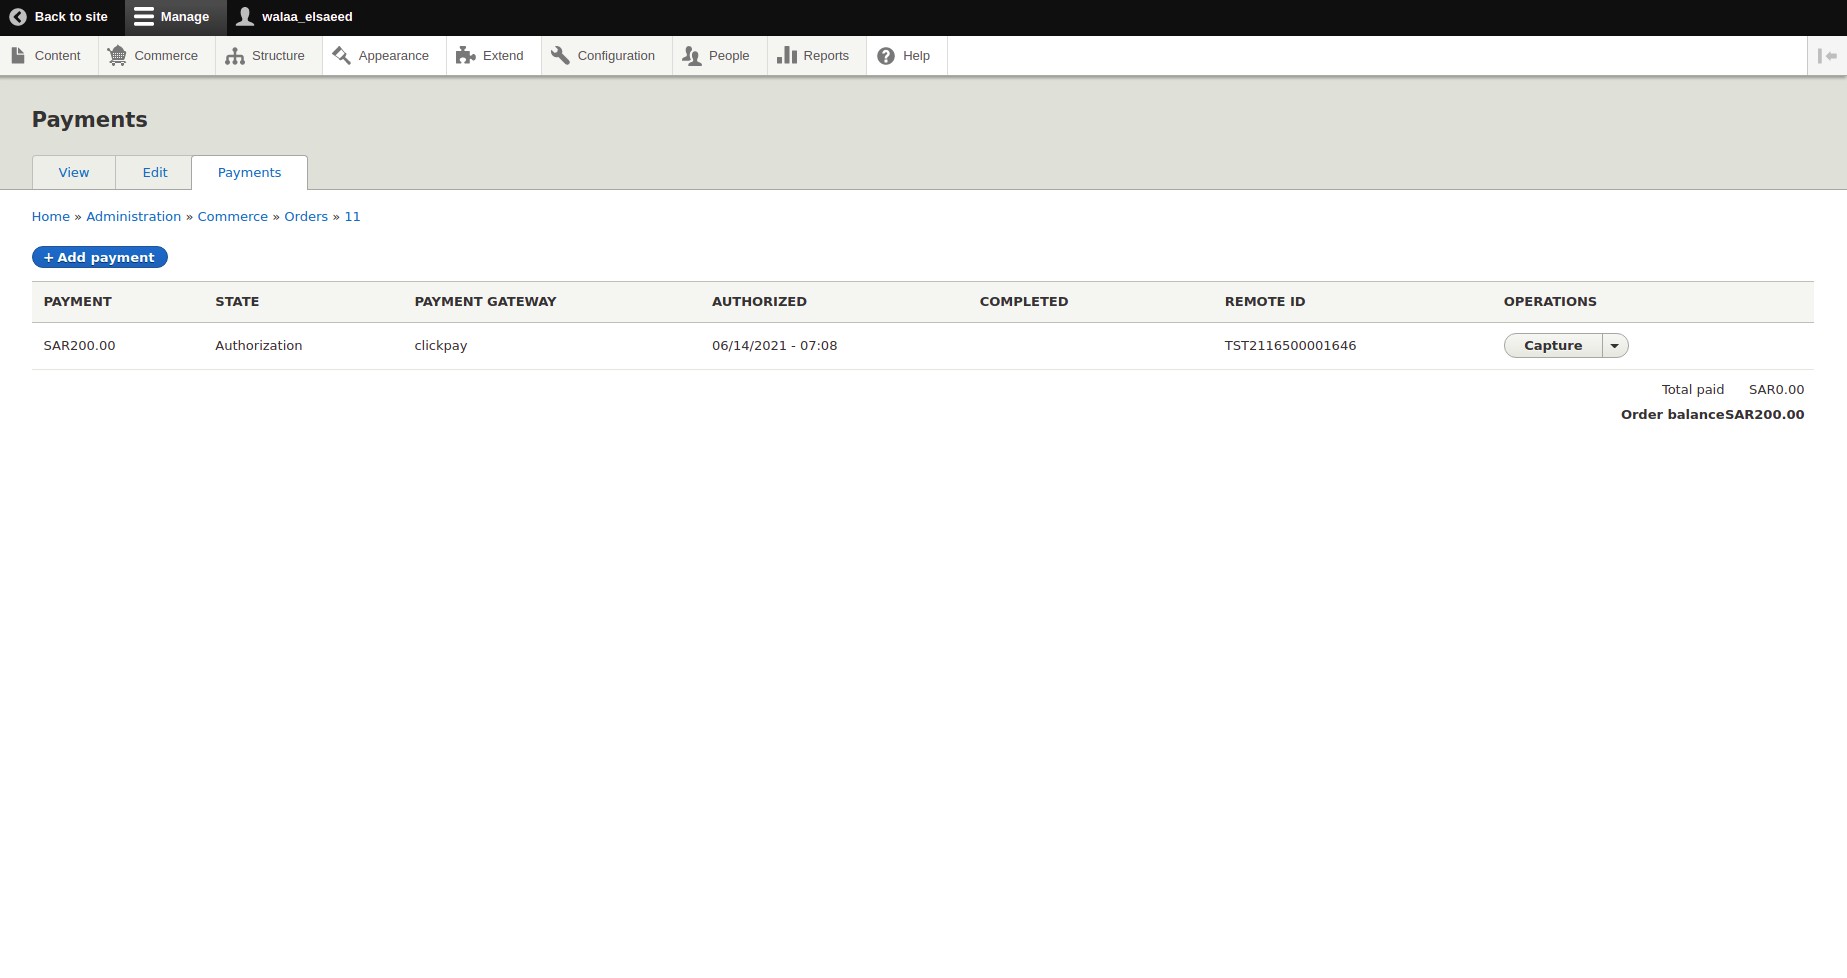 Back to site Manage walaa_elsaeed
Content Commerce Structure Appearance Extend Configuration People Reports Help
Payments
View Edit Payments
Home » Administration » Commerce » Orders » 11
+ Add payment
PAYMENT STATE PAYMENT GATEWAY AUTHORIZED COMPLETED REMOTE ID OPERATIONS
SAR200.00 Authorization clickpay 06/14/2021 - 07:08 TST2116500001646 Capture
Total paid SAR0.00
Order balance SAR200.00